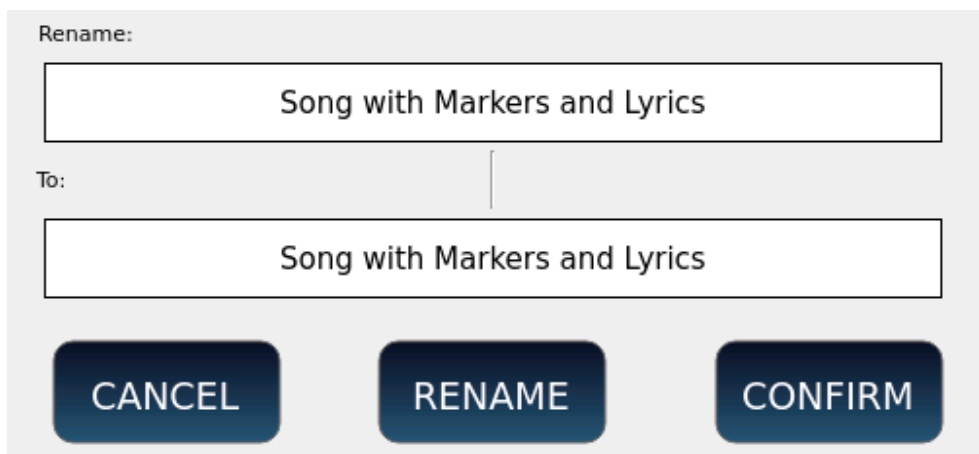 Rename:
Song with Markers and Lyrics
To:
Song with Markers and Lyrics
CANCEL RENAME CONFIRM